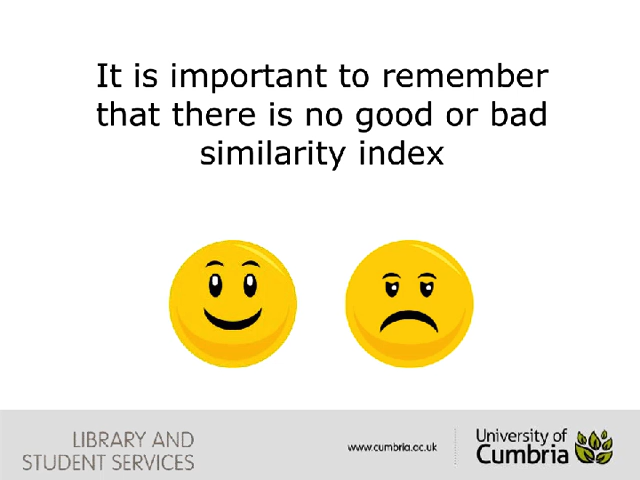 It is important to remember
that there is no good or bad
similarity index
LIBRARY AND
STUDENT SERVICES
www.cumbria.ac.uk
University of
Cumbria